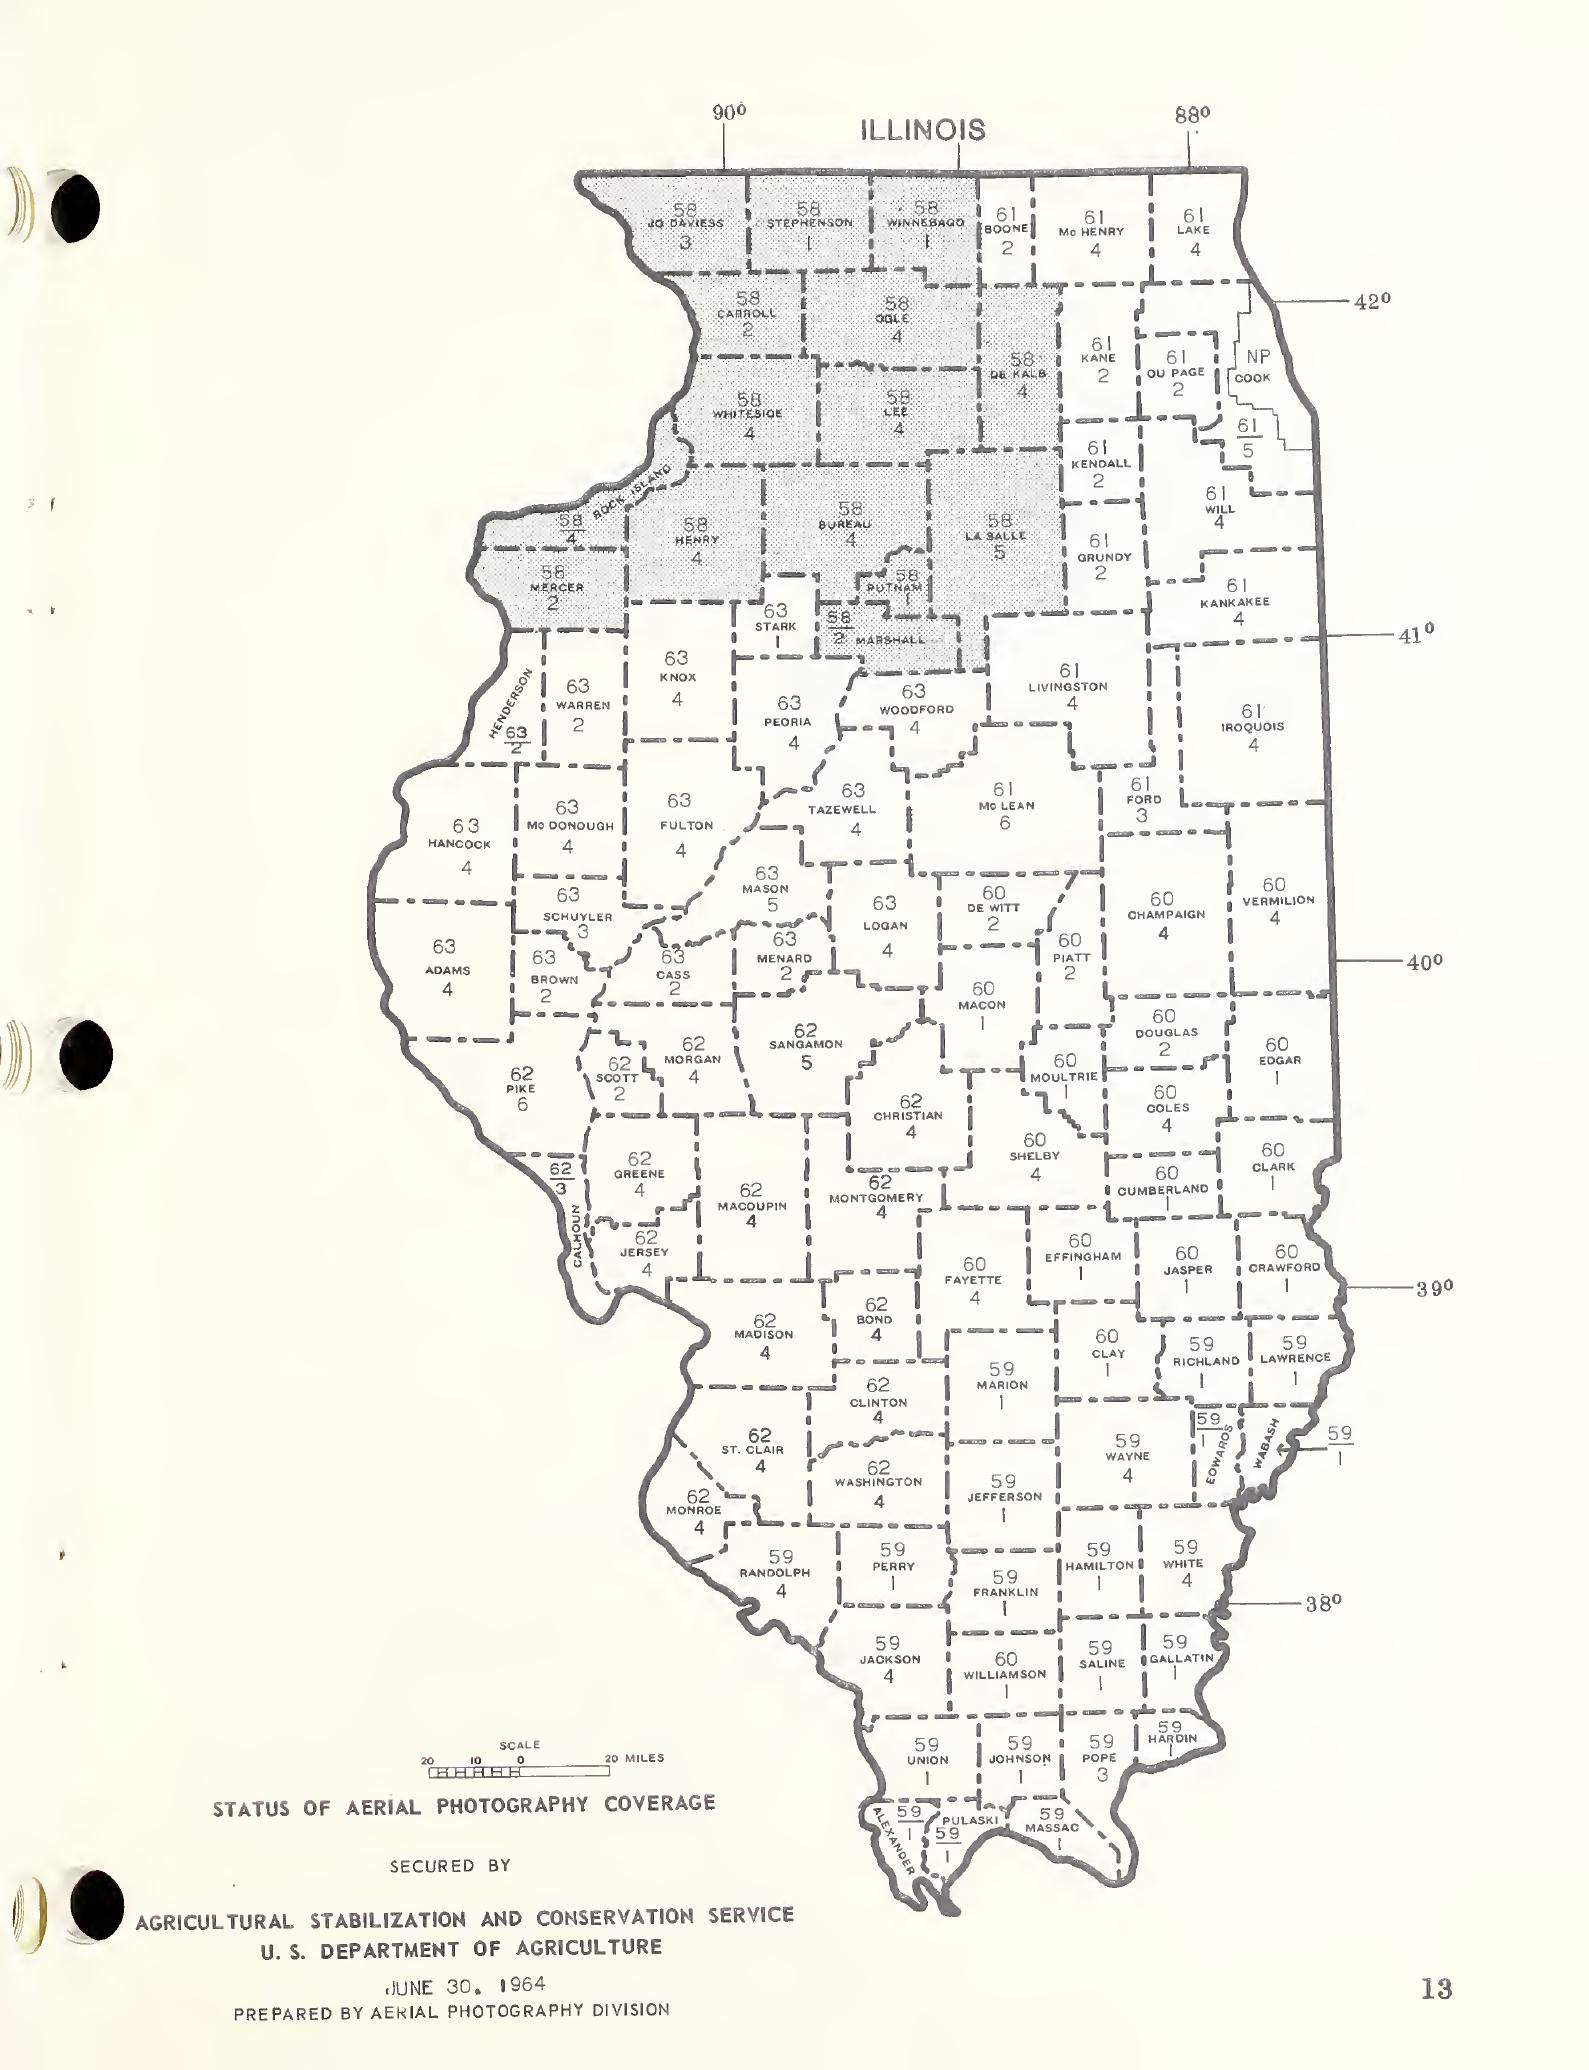 90°
88°
ILLINOIS
58
JO DAVIESS
3
58
STEPHENSON
1
58
WINNEBAGO
1
61
BOONE
2
61
Mc HENRY
4
61
LAKE
4
42°
58
CARROLL
2
58
OGLE
4
58
DE KALB
4
61
KANE
2
61
OU PAGE
2
NP
COOK
61
5
58
WHITESIDE
4
58
LEE
4
61
KENDALL
2
61
WILL
4
ROCK ISLAND
58
4
58
HENRY
4
58
BUREAU
4
58
LA SALLE
5
61
GRUNDY
2
58
MERCER
2
58
PUTNAM
1
61
KANKAKEE
4
63
STARK
1
58
2
MARSHALL
41°
HENDERSON
63
2
63
WARREN
2
63
KNOX
4
63
PEORIA
4
63
WOODFORD
4
61
LIVINGSTON
4
61
IROQUOIS
4
63
HANCOCK
4
63
Mc DONOUGH
4
63
FULTON
4
63
TAZEWELL
4
61
Mc LEAN
6
61
FORD
3
63
SCHUYLER
3
63
MASON
5
63
LOGAN
4
60
DE WITT
2
60
CHAMPAIGN
4
60
VERMILION
4
63
ADAMS
4
63
BROWN
2
63
CASS
2
63
MENARD
2
60
PIATT
2
40°
60
MACON
1
62
PIKE
6
62
SCOTT
2
62
MORGAN
4
62
SANGAMON
5
60
MOULTRIE
1
60
DOUGLAS
2
60
EDGAR
1
62
CHRISTIAN
4
60
COLES
4
60
SHELBY
4
62
3
CALHOUN
62
GREENE
4
62
MACOUPIN
4
62
MONTGOMERY
4
60
CUMBERLAND
1
60
CLARK
1
62
JERSEY
4
60
FAYETTE
4
60
EFFINGHAM
1
60
JASPER
1
60
CRAWFORD
1
39°
62
MADISON
4
62
BOND
4
60
CLAY
1
59
RICHLAND
1
59
LAWRENCE
1
59
MARION
1
62
CLINTON
4
62
ST. CLAIR
4
59
WAYNE
4
59
1
EDWARDS
WABASH
59
1
62
MONROE
4
62
WASHINGTON
4
59
JEFFERSON
1
59
RANDOLPH
4
59
PERRY
1
59
FRANKLIN
1
59
HAMILTON
1
59
WHITE
4
38°
59
JACKSON
4
60
WILLIAMSON
1
59
SALINE
1
59
GALLATIN
1
59
UNION
1
59
JOHNSON
1
59
POPE
3
59
HARDIN
1
ALEXANDER
59
1
PULASKI
59
1
59
MASSAC
1
SCALE
20 10 0 20 MILES
STATUS OF AERIAL PHOTOGRAPHY COVERAGE
SECURED BY
AGRICULTURAL STABILIZATION AND CONSERVATION SERVICE
U. S. DEPARTMENT OF AGRICULTURE
JUNE 30, 1964
PREPARED BY AERIAL PHOTOGRAPHY DIVISION
13